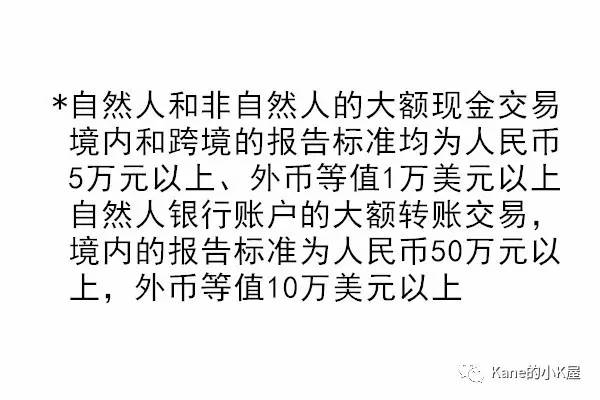 *自然人和非自然人的大额现金交易
境内和跨境的报告标准均为人民币
5万元以上、外币等值1万美元以上
自然人银行账户的大额转账交易，
境内的报告标准为人民币50万元以
上，外币等值10万美元以上
Kane的小K屋